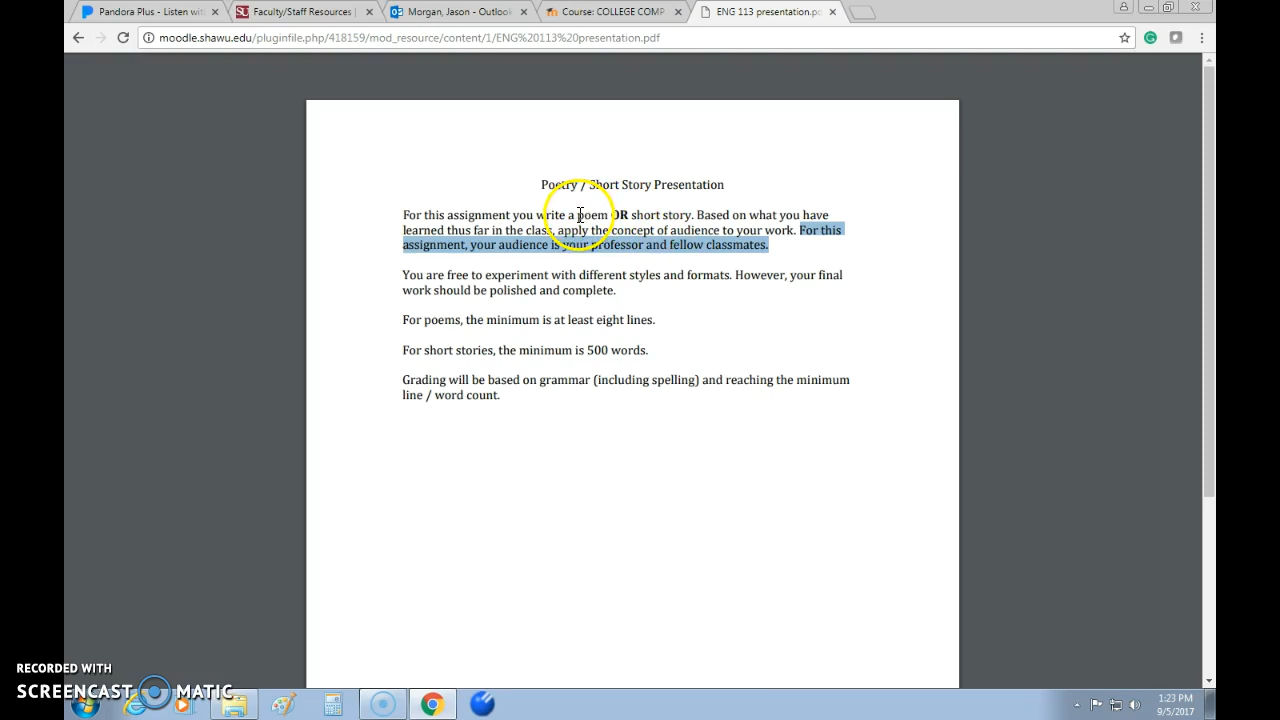 Pandora Plus - Listen wit
Faculty/Staff Resources |
Morgan, Jason - Outlook
Course: COLLEGE COMP
ENG 113 presentation.pd
moodle.shawu.edu/pluginfile.php/418159/mod_resource/content/1/ENG%20113%20presentation.pdf
Poetry / Short Story Presentation
For this assignment you write a poem OR short story. Based on what you have
learned thus far in the class, apply the concept of audience to your work. For this
assignment, your audience is your professor and fellow classmates.
You are free to experiment with different styles and formats. However, your final
work should be polished and complete.
For poems, the minimum is at least eight lines.
For short stories, the minimum is 500 words.
Grading will be based on grammar (including spelling) and reaching the minimum
line / word count.
RECORDED WITH
SCREENCAST MATIC
1:23 PM
9/5/2017